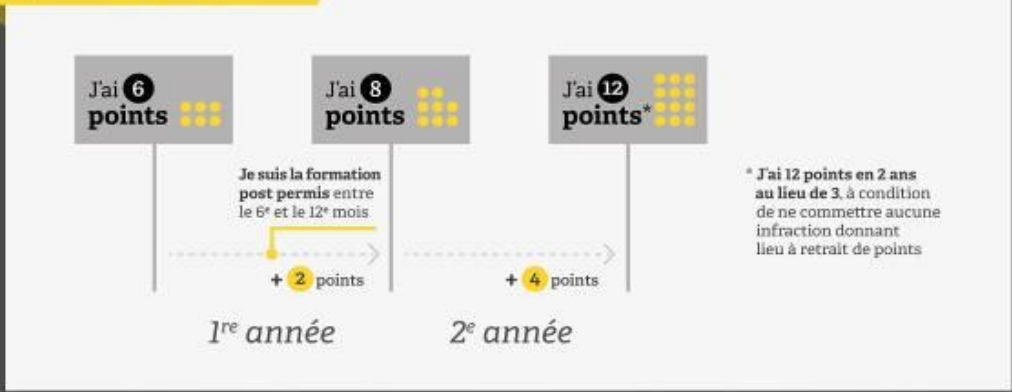 J'ai 6
points
J'ai 8
points
J'ai 12
points*
Je suis la formation
post permis entre
le 6e et le 12e mois
* J'ai 12 points en 2 ans
au lieu de 3, à condition
de ne commettre aucune
infraction donnant
lieu à retrait de points
+ 2 points
+ 4 points
1re année
2e année